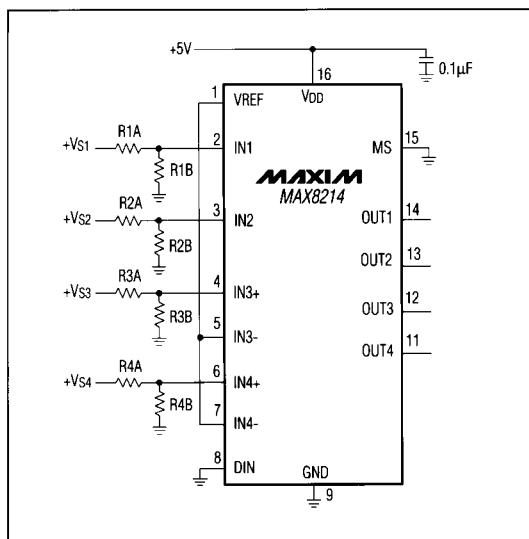 +5V
0.1µF
16
VDD
1
VREF
R1A
+VS1
2
IN1
R1B
15
MS
MAXIM
MAX8214
R2A
+VS2
3
IN2
R2B
14
OUT1
13
OUT2
R3A
+VS3
4
IN3+
R3B
12
OUT3
5
IN3-
11
OUT4
R4A
+VS4
6
IN4+
R4B
7
IN4-
8
DIN
GND
9